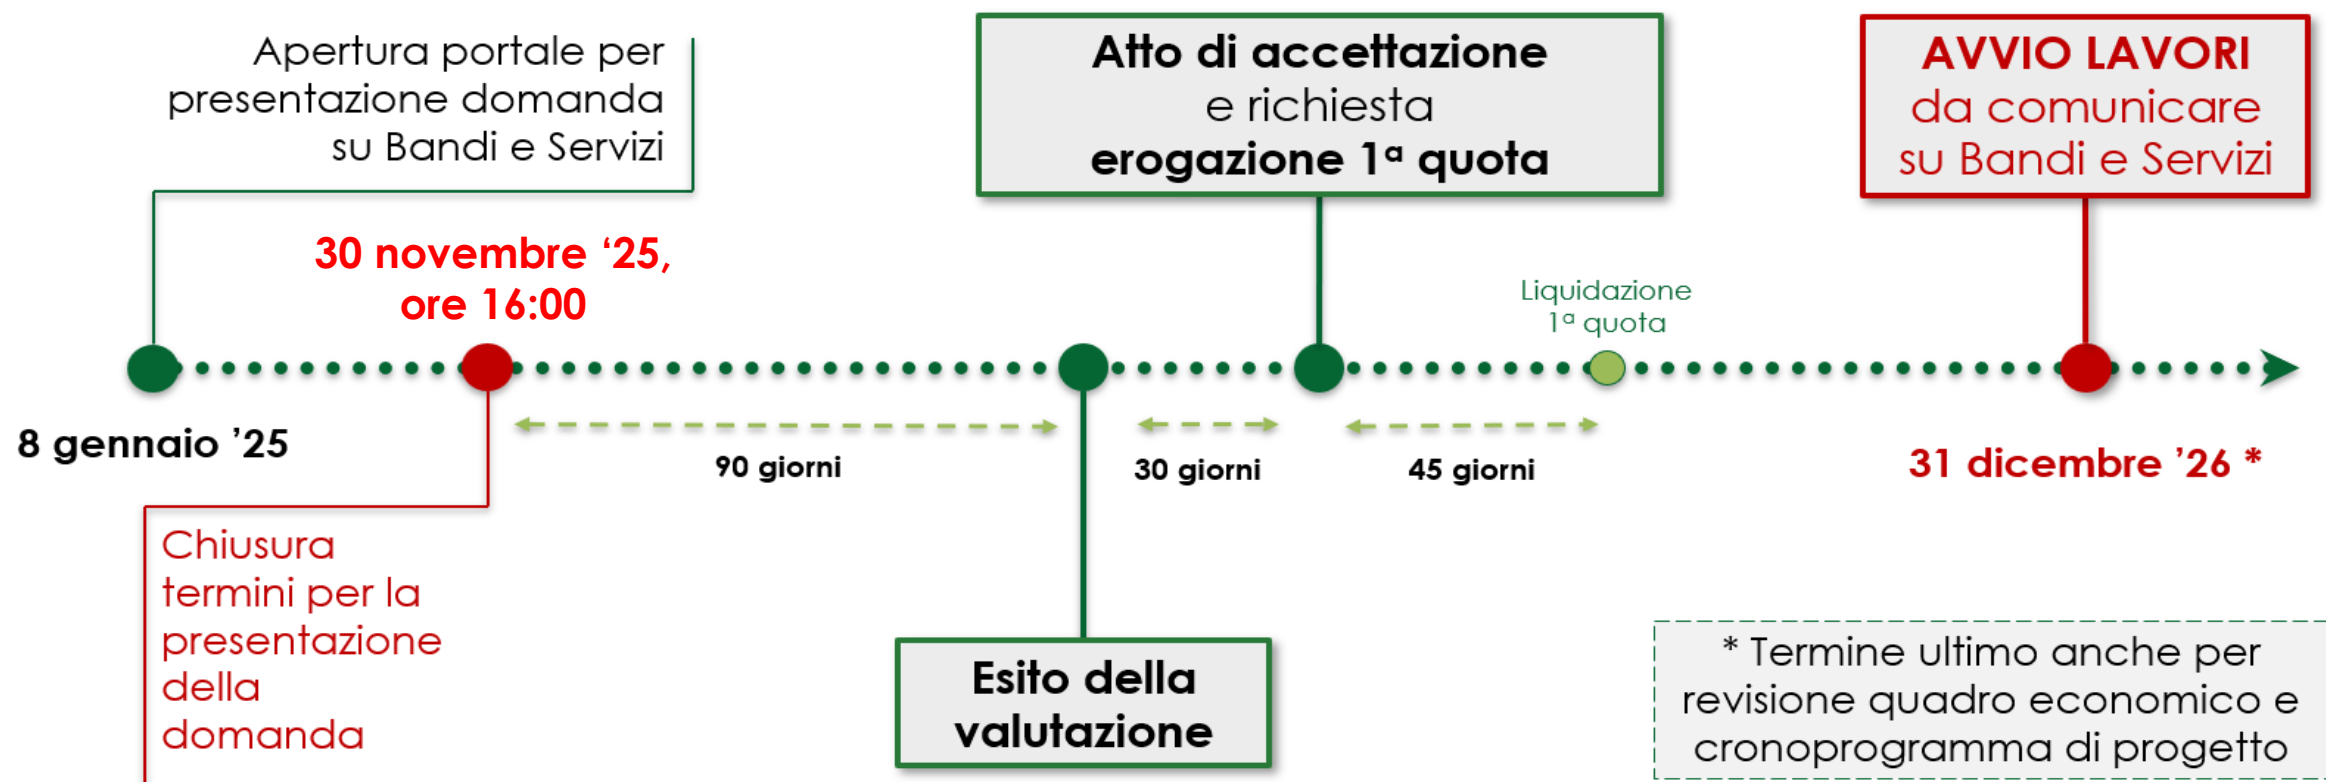 Apertura portale per
presentazione domanda
su Bandi e Servizi
Atto di accettazione
e richiesta
erogazione 1ª quota
AVVIO LAVORI
da comunicare
su Bandi e Servizi
30 novembre ‘25,
ore 16:00
Liquidazione
1ª quota
8 gennaio ’25
90 giorni
30 giorni
45 giorni
31 dicembre ’26 *
Chiusura
termini per la
presentazione
della
domanda
Esito della
valutazione
* Termine ultimo anche per
revisione quadro economico e
cronoprogramma di progetto